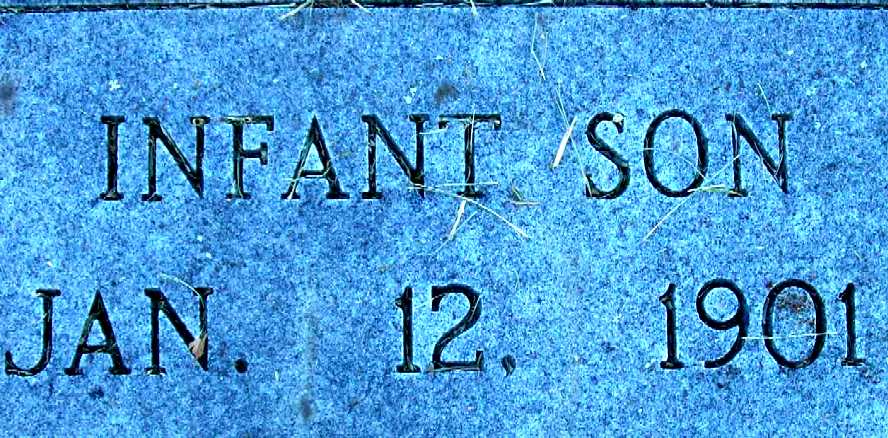 INFANT SON
JAN. 12, 1901